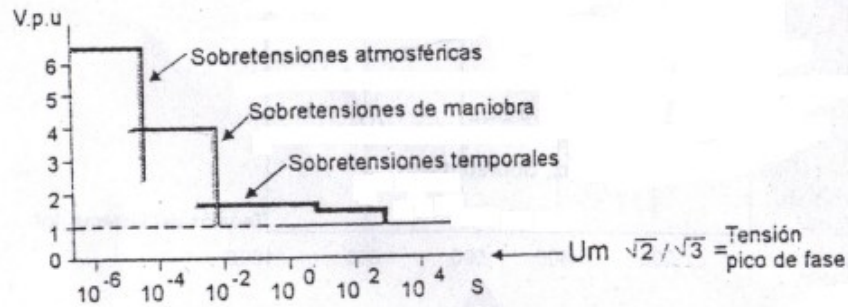 V.p.u
6
5
4
3
2
1
0
Sobretensiones atmosféricas
Sobretensiones de maniobra
Sobretensiones temporales
Um √2 / √3 = Tensión
pico de fase
10⁻⁶ 10⁻⁴ 10⁻² 10⁰ 10² 10⁴ S